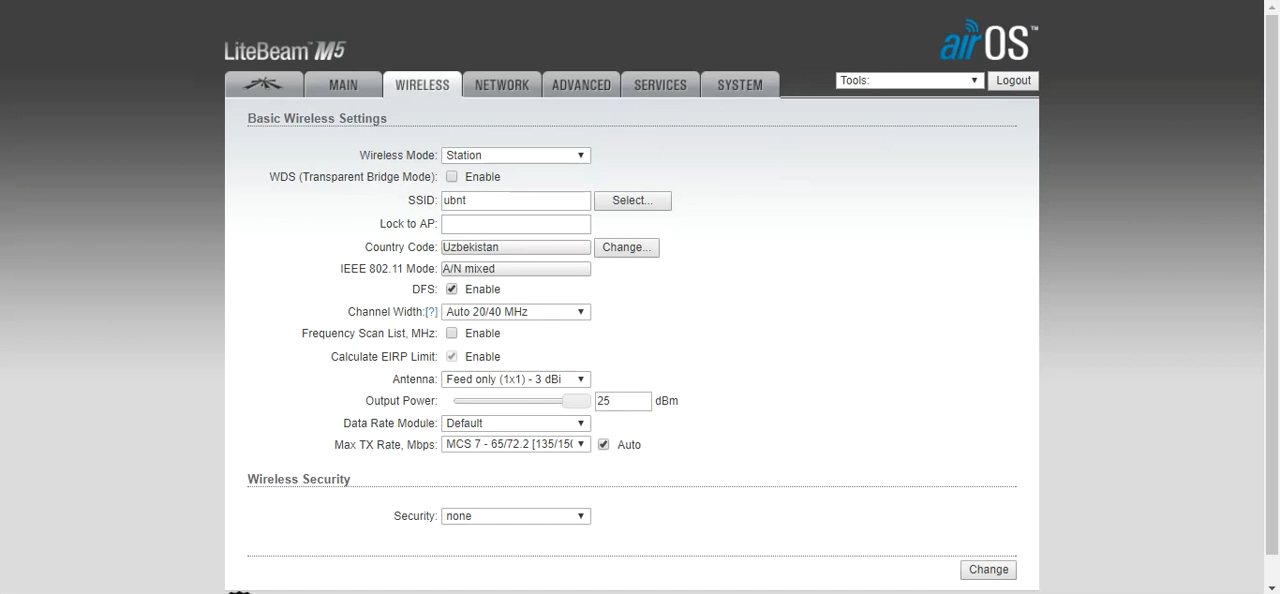 LiteBeam™ M5
airOS™
MAIN WIRELESS NETWORK ADVANCED SERVICES SYSTEM Tools: Logout
Basic Wireless Settings
Wireless Mode: Station
WDS (Transparent Bridge Mode): Enable
SSID: ubnt Select...
Lock to AP:
Country Code: Uzbekistan Change...
IEEE 802.11 Mode: A/N mixed
DFS: Enable
Channel Width:[?] Auto 20/40 MHz
Frequency Scan List, MHz: Enable
Calculate EIRP Limit: Enable
Antenna: Feed only (1x1) - 3 dBi
Output Power: 25 dBm
Data Rate Module: Default
Max TX Rate, Mbps: MCS 7 - 65/72.2 [135/150 Auto
Wireless Security
Security: none
Change